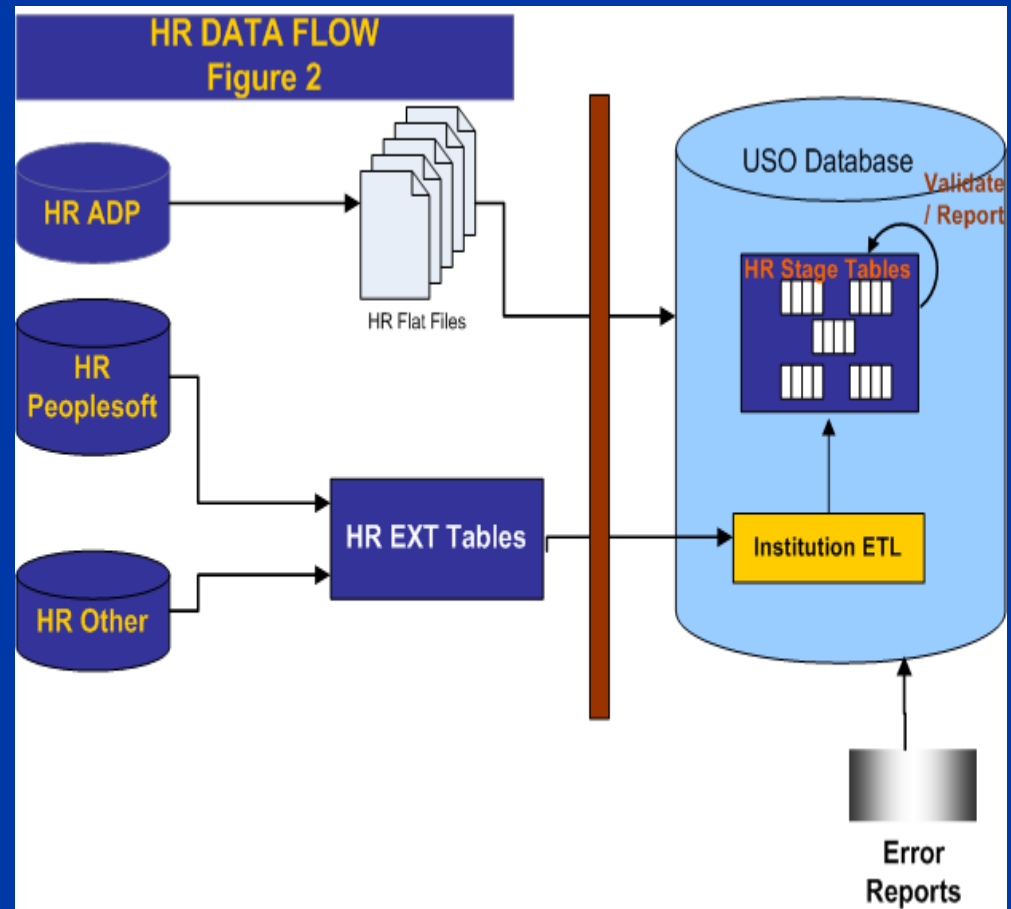 HR DATA FLOW
Figure 2
HR ADP
HR Flat Files
HR
Peoplesoft
HR Other
HR EXT Tables
USO Database
Validate
/ Report
HR Stage Tables
Institution ETL
Error
Reports